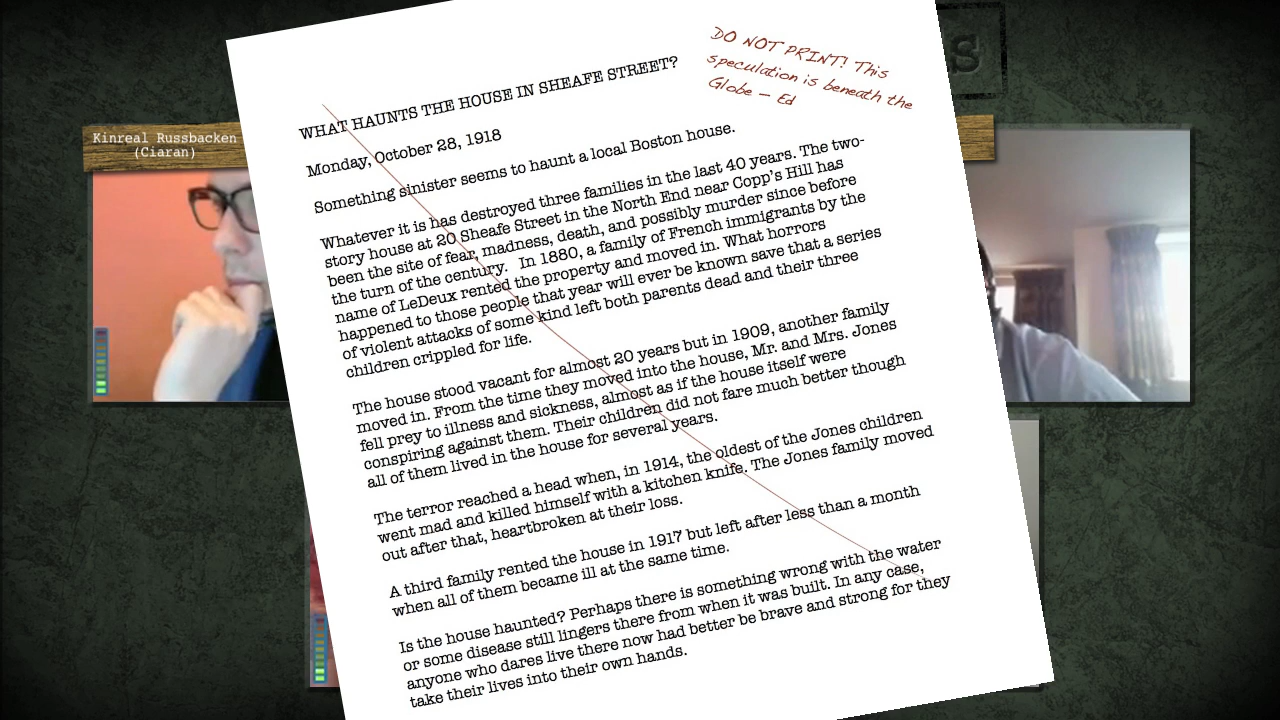 DO NOT PRINT! This
speculation is beneath the
Globe — Ed
Kinreal Russbacken
(Ciaran)
WHAT HAUNTS THE HOUSE IN SHEAFE STREET?
Monday, October 28, 1918
Something sinister seems to haunt a local Boston house.
Whatever it is has destroyed three families in the last 40 years. The two-
story house at 20 Sheafe Street in the North End near Copp's Hill has
been the site of fear, madness, death, and possibly murder since before
the turn of the century. In 1880, a family of French immigrants by the
name of LeDeux rented the property and moved in. What horrors
happened to those people that year will ever be known save that a series
of violent attacks of some kind left both parents dead and their three
children crippled for life.
The house stood vacant for almost 20 years but in 1909, another family
moved in. From the time they moved into the house, Mr. and Mrs. Jones
fell prey to illness and sickness, almost as if the house itself were
conspiring against them. Their children did not fare much better though
all of them lived in the house for several years.
The terror reached a head when, in 1914, the oldest of the Jones children
went mad and killed himself with a kitchen knife. The Jones family moved
out after that, heartbroken at their loss.
A third family rented the house in 1917 but left after less than a month
when all of them became ill at the same time.
Is the house haunted? Perhaps there is something wrong with the water
or some disease still lingers there from when it was built. In any case,
anyone who dares live there now had better be brave and strong for they
take their lives into their own hands.